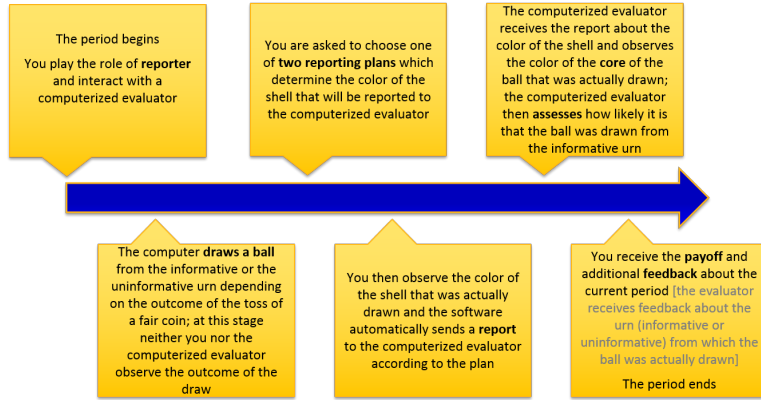 The period begins
You play the role of reporter
and interact with a
computerized evaluator
You are asked to choose one
of two reporting plans which
determine the color of the
shell that will be reported to
the computerized evaluator
The computerized evaluator
receives the report about the
color of the shell and observes
the color of the core of the
ball that was actually drawn;
the computerized evaluator
then assesses how likely it is
that the ball was drawn from
the informative urn
The computer draws a ball
from the informative or the
uninformative urn depending
on the outcome of the toss of
a fair coin; at this stage
neither you nor the
computerized evaluator
observe the outcome of the
draw
You then observe the color of
the shell that was actually
drawn and the software
automatically sends a report
to the computerized evaluator
according to the plan
You receive the payoff and
additional feedback about the
current period [the evaluator
receives feedback about the
urn (informative or
uninformative) from which the
ball was actually drawn]
The period ends